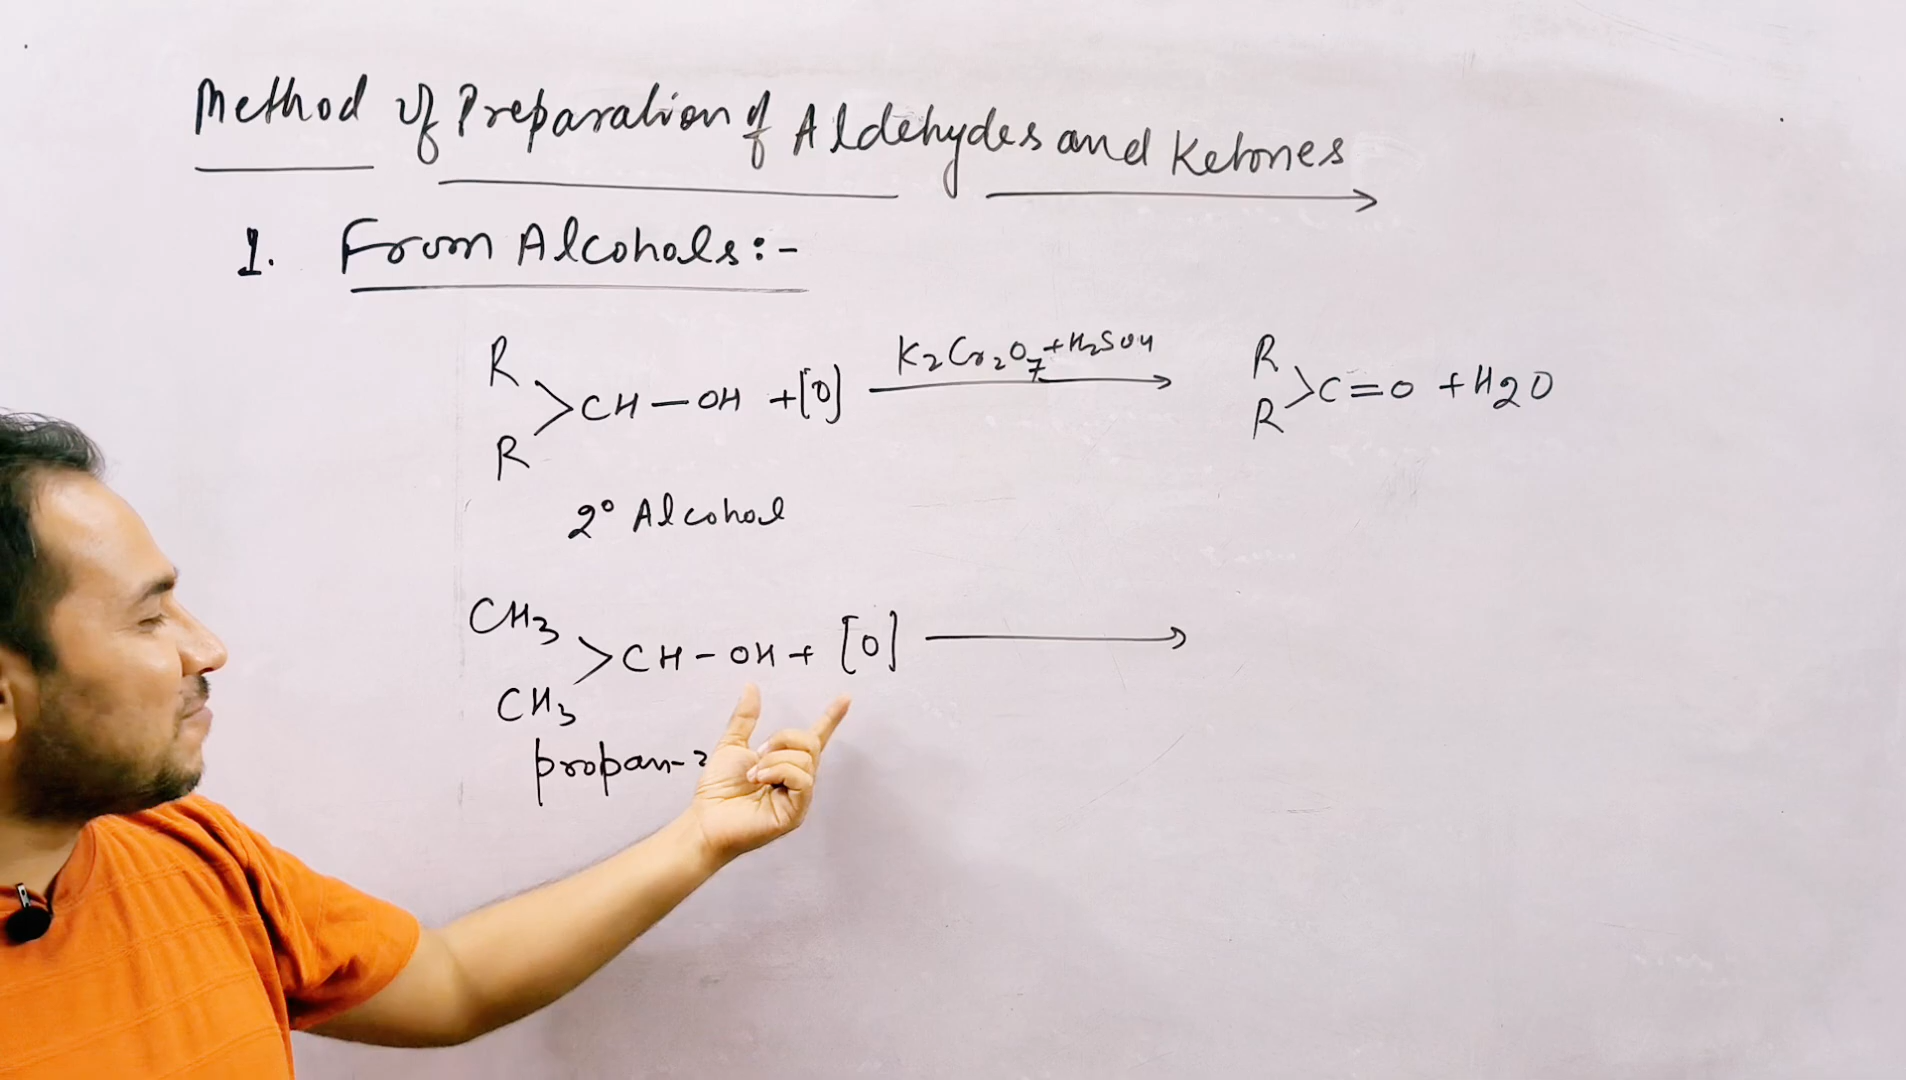 Method of Preparation of Aldehydes and Ketones
1. From Alcohols:-
R
R
>CH-OH +[O] K2Cr2O7+H2SO4 → R
R
>C=O +H2O
2° Alcohol
CH3
CH3
>CH-OH+ [O] →
propan-2